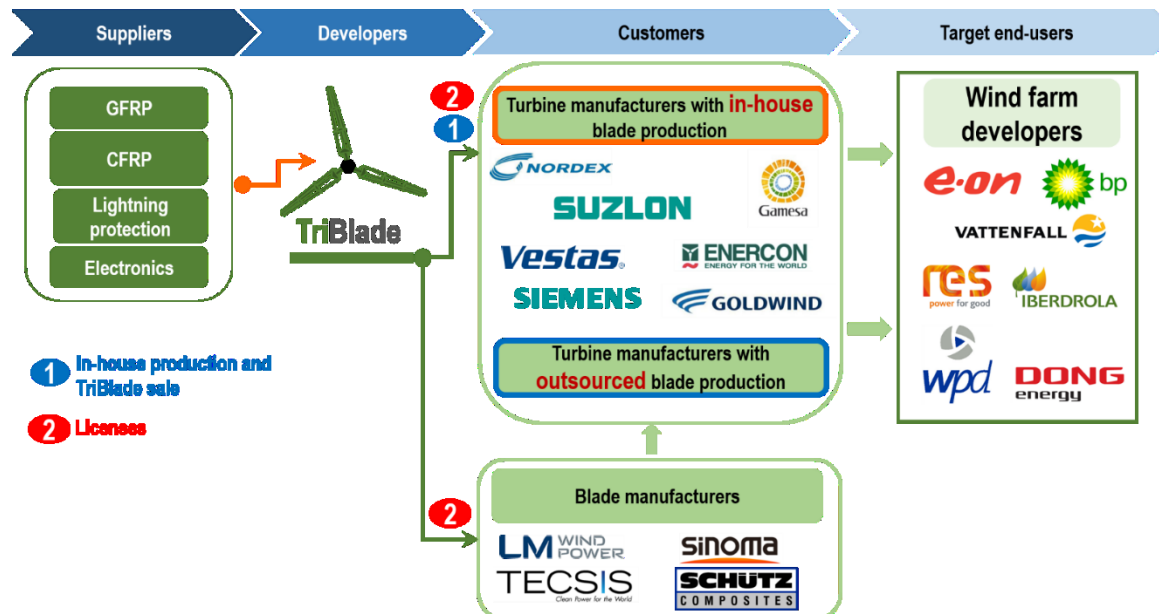 Suppliers
Developers
Customers
Target end-users
GFRP
CFRP
Lightning
protection
Electronics
TriBlade
1
In-house production and
TriBlade sale
2
Licenses
2
1
Turbine manufacturers with in-house
blade production
NORDEX
Gamesa
SUZLON
Vestas
ENERCON
ENERGY FOR THE WORLD
SIEMENS
GOLDWIND
Turbine manufacturers with
outsourced blade production
2
Blade manufacturers
LM WIND
POWER
sinoma
TECSIS
Clean Power for the World
SCHÜTZ
COMPOSITES
Wind farm
developers
e·on
bp
VATTENFALL
res
power for good
IBERDROLA
wpd
DONG
energy